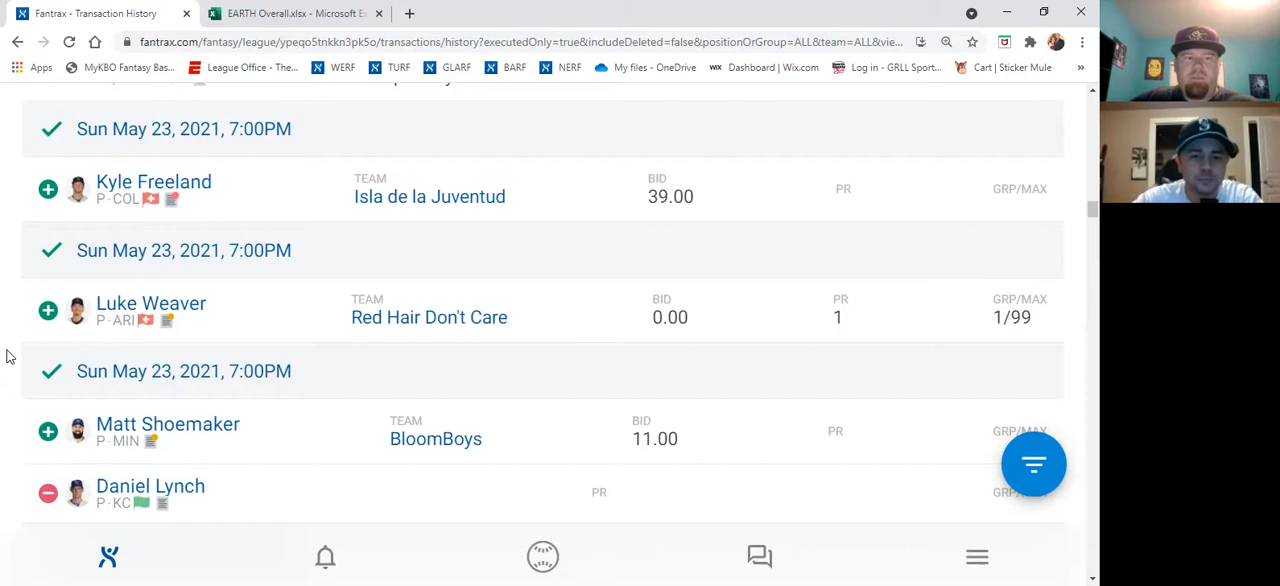 Fantrax - Transaction History
EARTH Overall.xlsx - Microsoft E
fantrax.com/fantasy/league/ypeqo5tnkkn3pk5o/transactions/history?executedOnly=true&includeDeleted=false&positionOrGroup=ALL&team=ALL&vie...
Apps MyKBO Fantasy Bas... League Office - The... WERF TURF GLARF BARF NERF My files - OneDrive WIX Dashboard | Wix.com Log in - GRLL Sport... Cart | Sticker Mule »
Sun May 23, 2021, 7:00PM
Kyle Freeland TEAM BID PR GRP/MAX
P - COL Isla de la Juventud 39.00
Sun May 23, 2021, 7:00PM
Luke Weaver TEAM BID PR GRP/MAX
P - ARI Red Hair Don't Care 0.00 1 1/99
Sun May 23, 2021, 7:00PM
Matt Shoemaker TEAM BID PR GRP/MAX
P - MIN BloomBoys 11.00
Daniel Lynch PR
P - KC